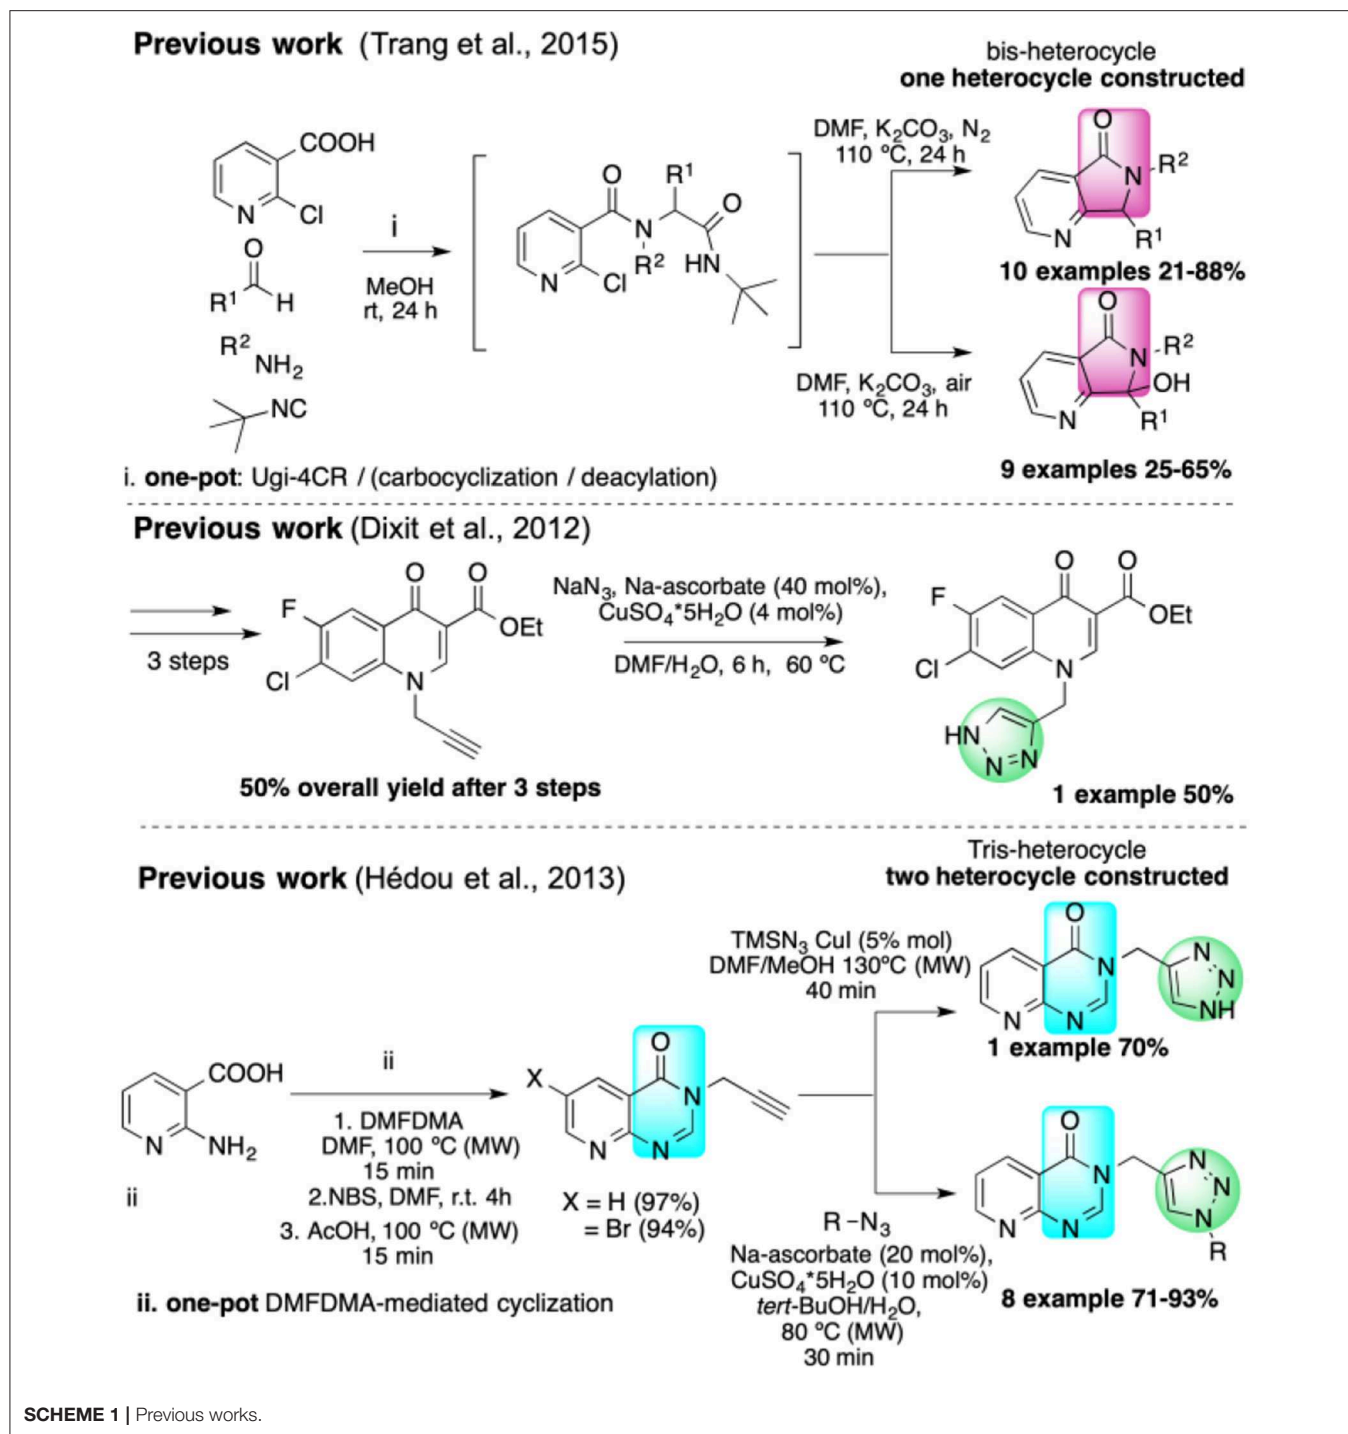 Previous work (Trang et al., 2015)
bis-heterocycle
one heterocycle constructed
COOH
N
Cl
O
R1
H
R2
NH2
NC
i
MeOH
rt, 24 h
O
R1
N
O
R2
HN
N
Cl
DMF, K2CO3, N2
110 ºC, 24 h
DMF, K2CO3, air
110 ºC, 24 h
O
N
R2
N
R1
10 examples 21-88%
O
N
R2
OH
N
R1
9 examples 25-65%
i. one-pot: Ugi-4CR / (carbocyclization / deacylation)
Previous work (Dixit et al., 2012)
3 steps
O
O
F
OEt
Cl
N
50% overall yield after 3 steps
NaN3, Na-ascorbate (40 mol%),
CuSO4*5H2O (4 mol%)
DMF/H2O, 6 h, 60 ºC
O
O
F
OEt
Cl
N
HN
N=N
1 example 50%
Previous work (Hédou et al., 2013)
Tris-heterocycle
two heterocycle constructed
COOH
N
NH2
ii
ii
1. DMFDMA
DMF, 100 ºC (MW)
15 min
2.NBS, DMF, r.t. 4h
3. AcOH, 100 ºC (MW)
15 min
ii. one-pot DMFDMA-mediated cyclization
O
X
N
N
N
X = H (97%)
= Br (94%)
TMSN3 CuI (5% mol)
DMF/MeOH 130ºC (MW)
40 min
R-N3
Na-ascorbate (20 mol%),
CuSO4*5H2O (10 mol%)
tert-BuOH/H2O,
80 ºC (MW)
30 min
O
N
N
N
N
N
NH
1 example 70%
O
N
N
N
N
N
N
R
8 example 71-93%
SCHEME 1 | Previous works.